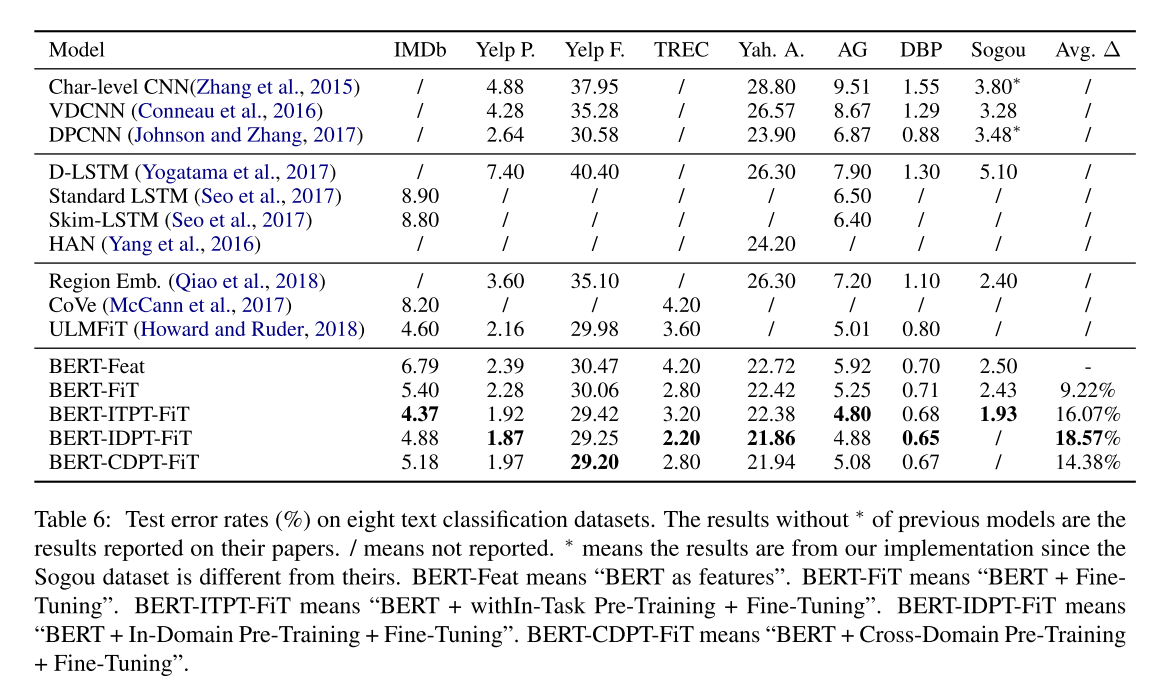 Model IMDb Yelp P. Yelp F. TREC Yah. A. AG DBP Sogou Avg. Δ
Char-level CNN(Zhang et al., 2015) / 4.88 37.95 / 28.80 9.51 1.55 3.80* /
VDCNN (Conneau et al., 2016) / 4.28 35.28 / 26.57 8.67 1.29 3.28 /
DPCNN (Johnson and Zhang, 2017) / 2.64 30.58 / 23.90 6.87 0.88 3.48* /
D-LSTM (Yogatama et al., 2017) / 7.40 40.40 / 26.30 7.90 1.30 5.10 /
Standard LSTM (Seo et al., 2017) 8.90 / / / / 6.50 / / /
Skim-LSTM (Seo et al., 2017) 8.80 / / / / 6.40 / / /
HAN (Yang et al., 2016) / / / / 24.20 / / / /
Region Emb. (Qiao et al., 2018) / 3.60 35.10 / 26.30 7.20 1.10 2.40 /
CoVe (McCann et al., 2017) 8.20 / / 4.20 / / / / /
ULMFiT (Howard and Ruder, 2018) 4.60 2.16 29.98 3.60 / 5.01 0.80 / /
BERT-Feat 6.79 2.39 30.47 4.20 22.72 5.92 0.70 2.50 -
BERT-FiT 5.40 2.28 30.06 2.80 22.42 5.25 0.71 2.43 9.22%
BERT-ITPT-FiT 4.37 1.92 29.42 3.20 22.38 4.80 0.68 1.93 16.07%
BERT-IDPT-FiT 4.88 1.87 29.25 2.20 21.86 4.88 0.65 / 18.57%
BERT-CDPT-FiT 5.18 1.97 29.20 2.80 21.94 5.08 0.67 / 14.38%
Table 6: Test error rates (%) on eight text classification datasets. The results without * of previous models are the
results reported on their papers. / means not reported. * means the results are from our implementation since the
Sogou dataset is different from theirs. BERT-Feat means “BERT as features”. BERT-FiT means “BERT + Fine-
Tuning”. BERT-ITPT-FiT means “BERT + withIn-Task Pre-Training + Fine-Tuning”. BERT-IDPT-FiT means
“BERT + In-Domain Pre-Training + Fine-Tuning”. BERT-CDPT-FiT means “BERT + Cross-Domain Pre-Training
+ Fine-Tuning”.